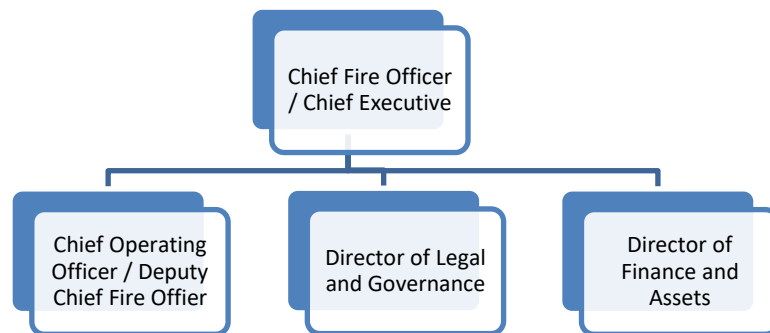 Chief Fire Officer
/ Chief Executive
Chief Operating
Officer / Deputy
Chief Fire Offier
Director of Legal
and Governance
Director of
Finance and
Assets